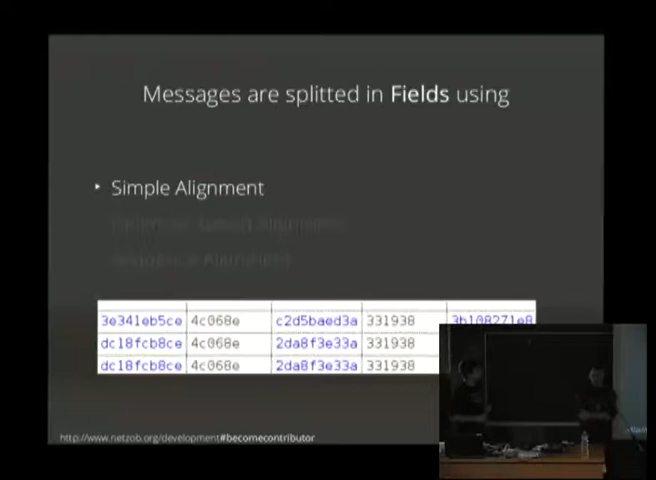 Messages are splitted in Fields using
‣ Simple Alignment
3e341eb5ce 4c068e c2d5baed3a 331938 3b108271e8
dc18fcb8ce 4c068e 2da8f3e33a 331938
dc18fcb8ce 4c068e 2da8f3e33a 331938
http://www.netzob.org/development#becomecontributor